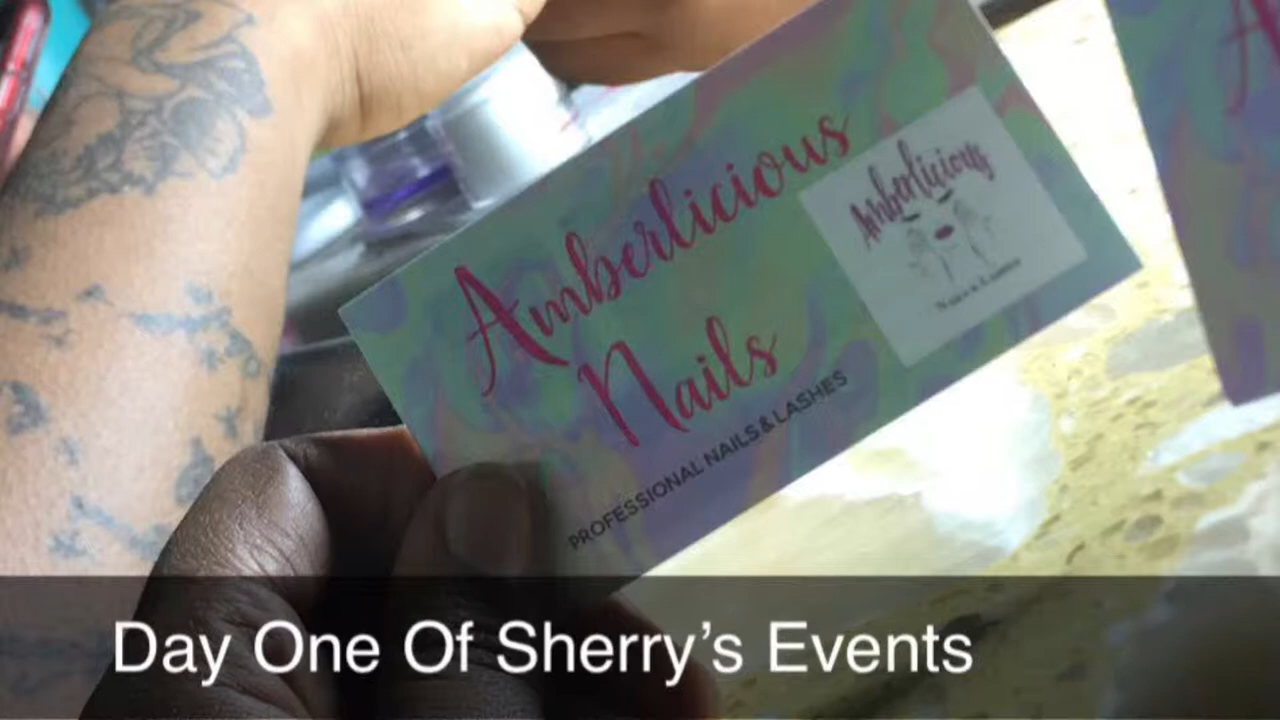 Amberlicious
Nails
PROFESSIONAL NAILS & LASHES
Amberlicious
Day One Of Sherry’s Events